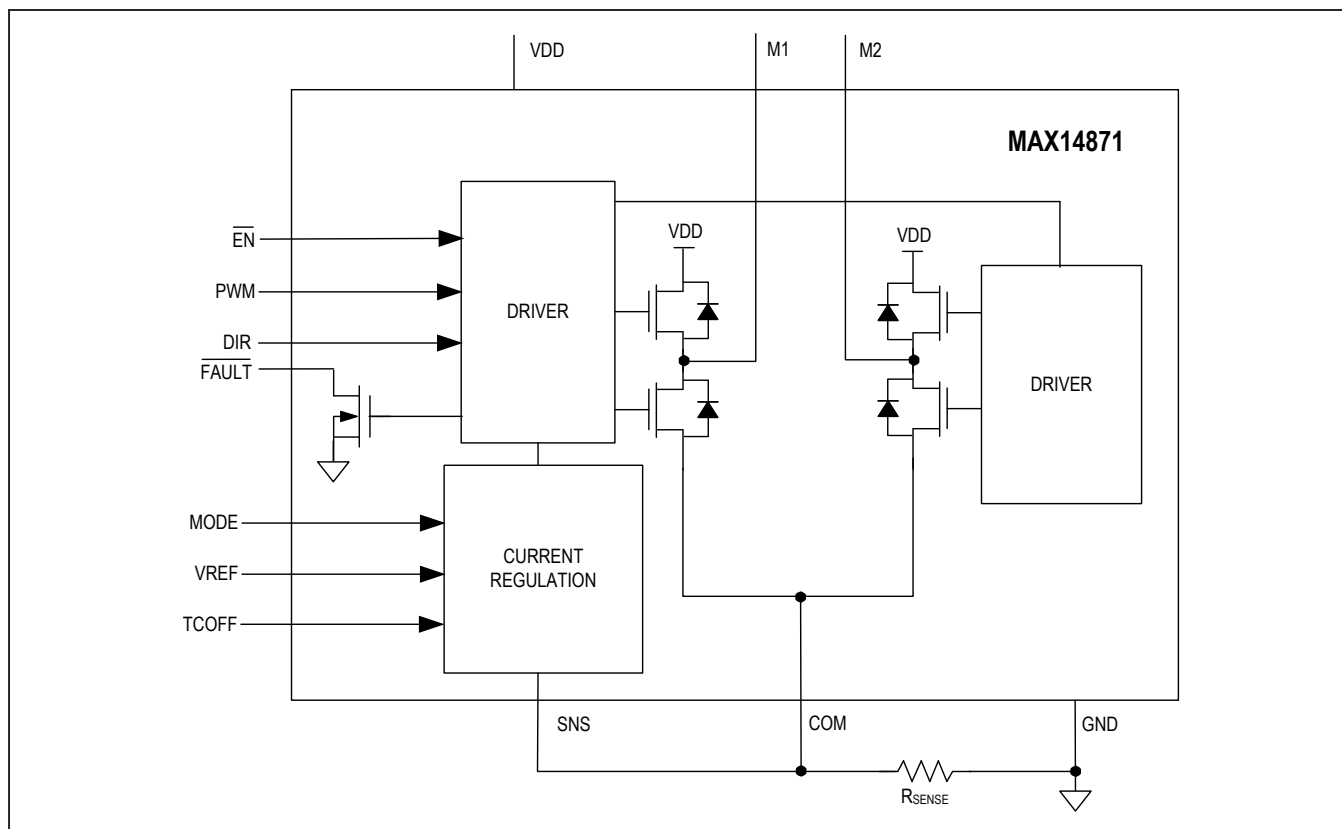 VDD
M1
M2
MAX14871
EN
PWM
DIR
FAULT
DRIVER
VDD
VDD
DRIVER
MODE
VREF
TCOFF
CURRENT
REGULATION
SNS
COM
GND
RSENSE